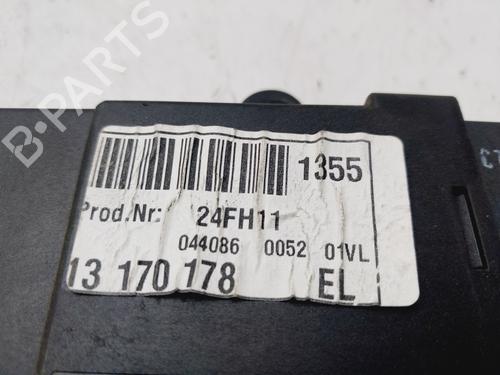 B-PARTS
1355
Prod.Nr: 24FH11
044086 0052 01VL
13 170 178 EL